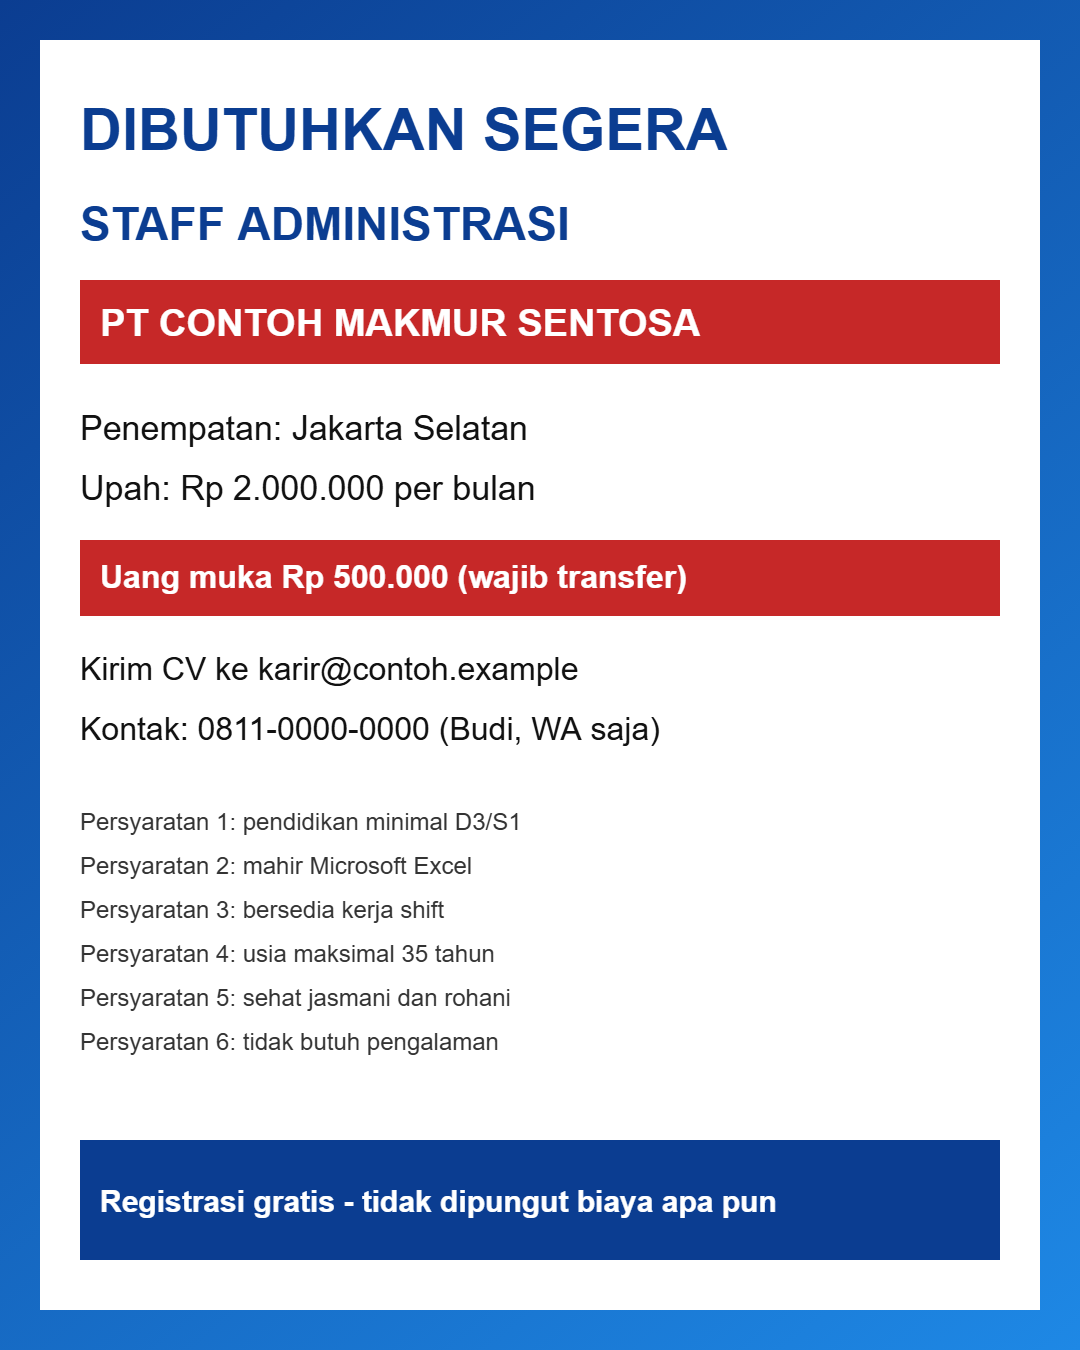 DIBUTUHKAN SEGERA
STAFF ADMINISTRASI
PT CONTOH MAKMUR SENTOSA
Penempatan: Jakarta Selatan
Upah: Rp 2.000.000 per bulan
Uang muka Rp 500.000 (wajib transfer)
Kirim CV ke karir@contoh.example
Kontak: 0811-0000-0000 (Budi, WA saja)
Persyaratan 1: pendidikan minimal D3/S1
Persyaratan 2: mahir Microsoft Excel
Persyaratan 3: bersedia kerja shift
Persyaratan 4: usia maksimal 35 tahun
Persyaratan 5: sehat jasmani dan rohani
Persyaratan 6: tidak butuh pengalaman
Registrasi gratis - tidak dipungut biaya apa pun